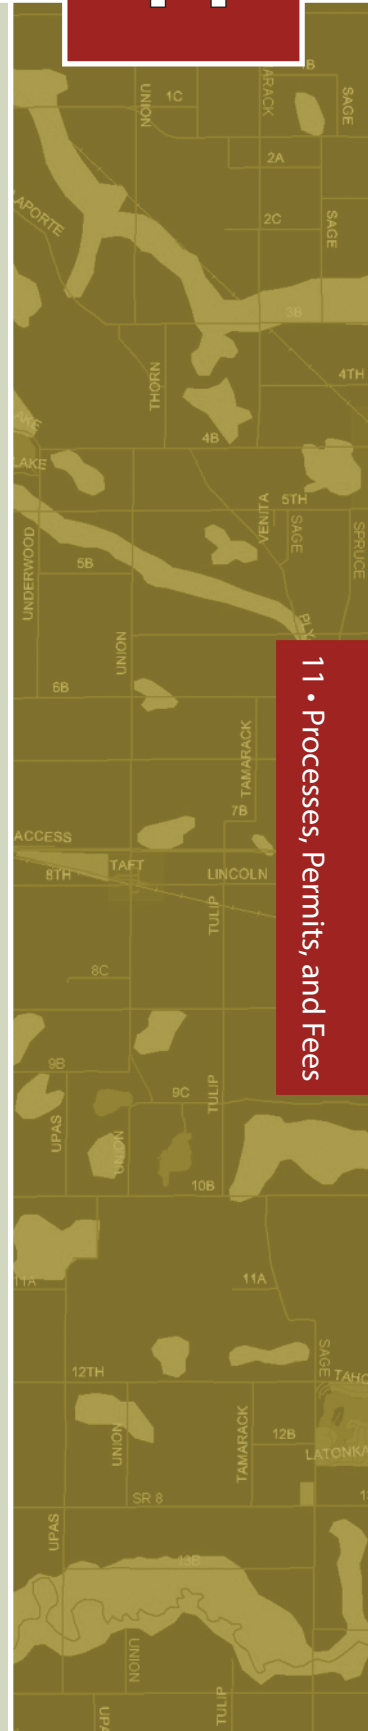 1C
UNION
SAGE
2A
2C
SAGE
LAPORTE
3B
THORN
4TH
4B
LAKE
5TH
VENITA
SAGE
SPRUCE
UNDERWOOD
5B
UNION
11 • Processes, Permits, and Fees
6B
TAMARACK
7B
ACCESS
8TH
TAFT
LINCOLN
TULIP
8C
9B
9C
TULIP
UPAS
UNION
10B
11A
11A
12TH
SAGE
UNION
TAMARACK
12B
LATONKA
SR 8
UPAS
13B
UNION
TULIP